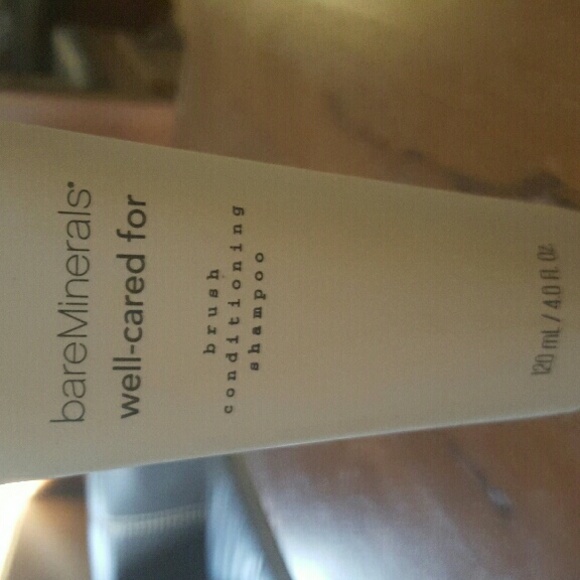 bareMinerals
well-cared for
brush
conditioning
shampoo
120 mL / 4.0 Fl. Oz.